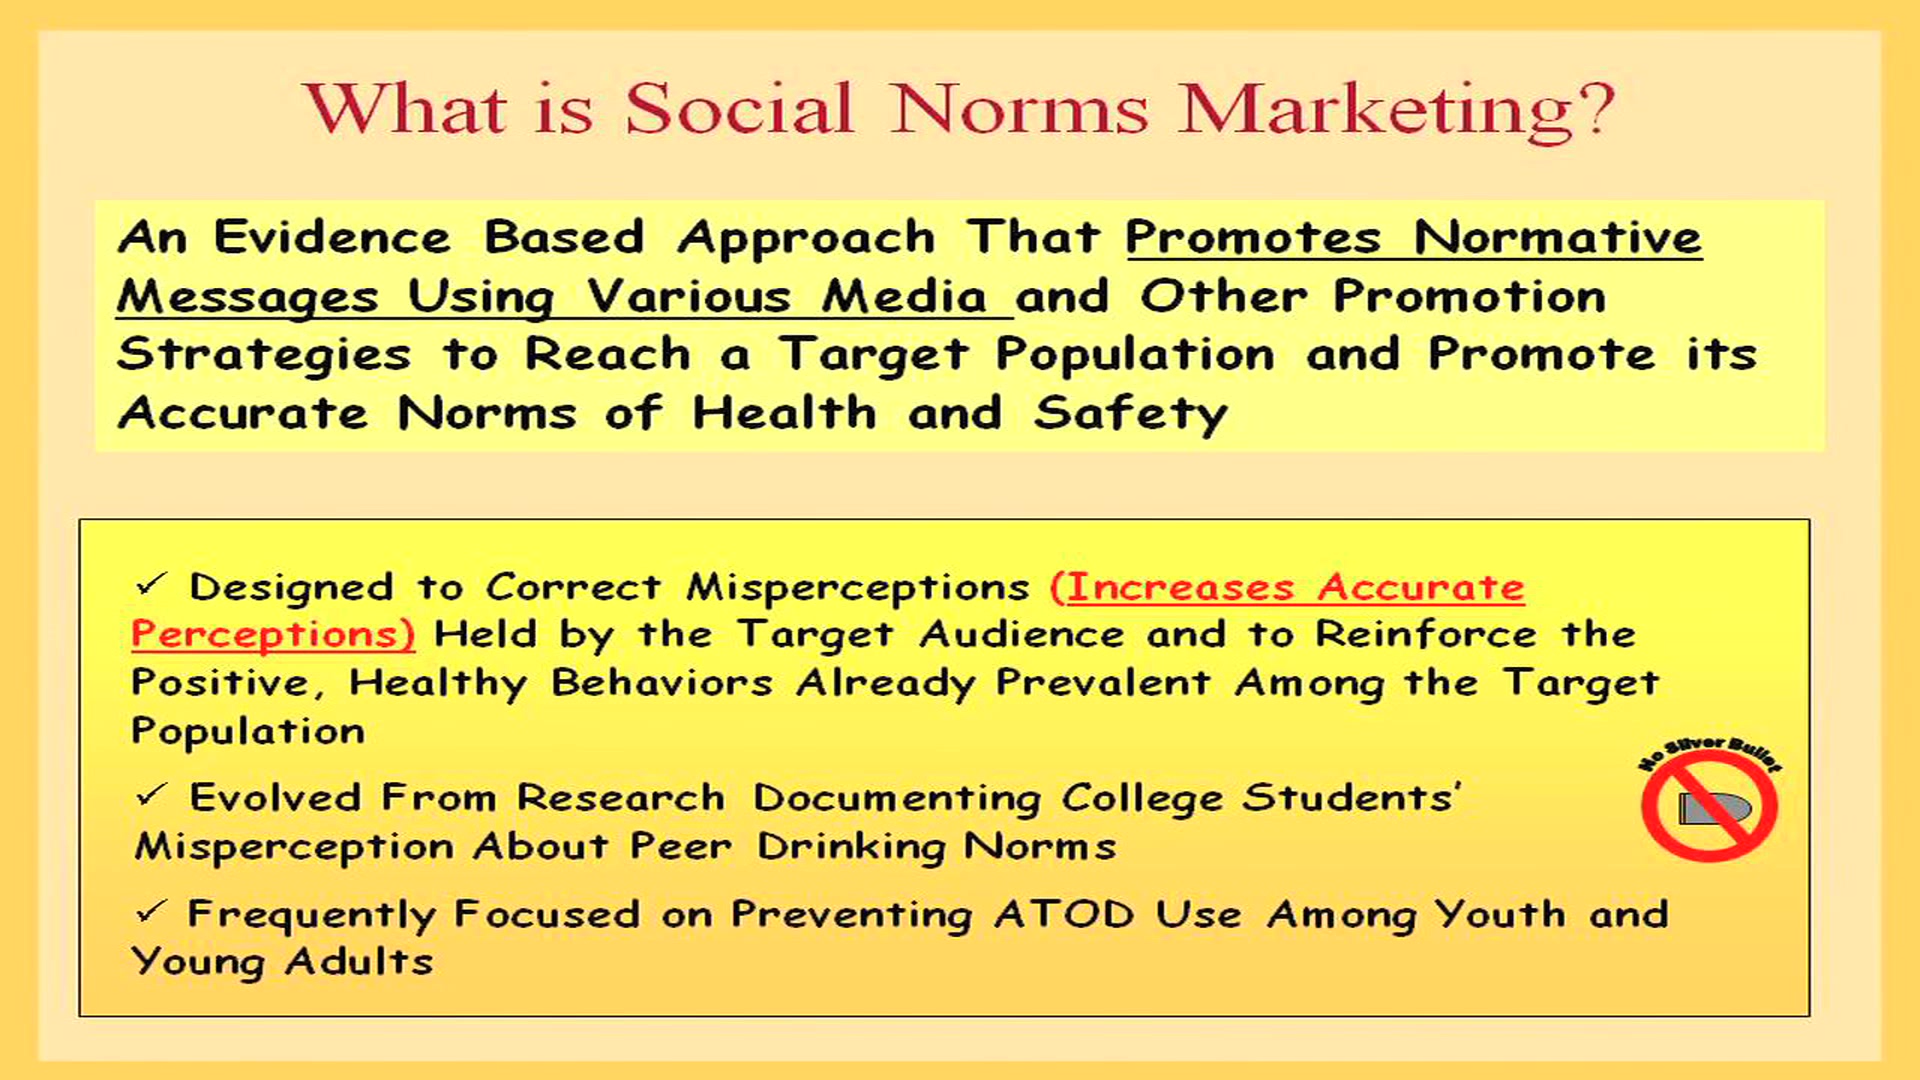 What is Social Norms Marketing?
An Evidence Based Approach That Promotes Normative
Messages Using Various Media and Other Promotion
Strategies to Reach a Target Population and Promote its
Accurate Norms of Health and Safety
✓ Designed to Correct Misperceptions (Increases Accurate
Perceptions) Held by the Target Audience and to Reinforce the
Positive, Healthy Behaviors Already Prevalent Among the Target
Population
No Silver Bullet
✓ Evolved From Research Documenting College Students'
Misperception About Peer Drinking Norms
✓ Frequently Focused on Preventing ATOD Use Among Youth and
Young Adults